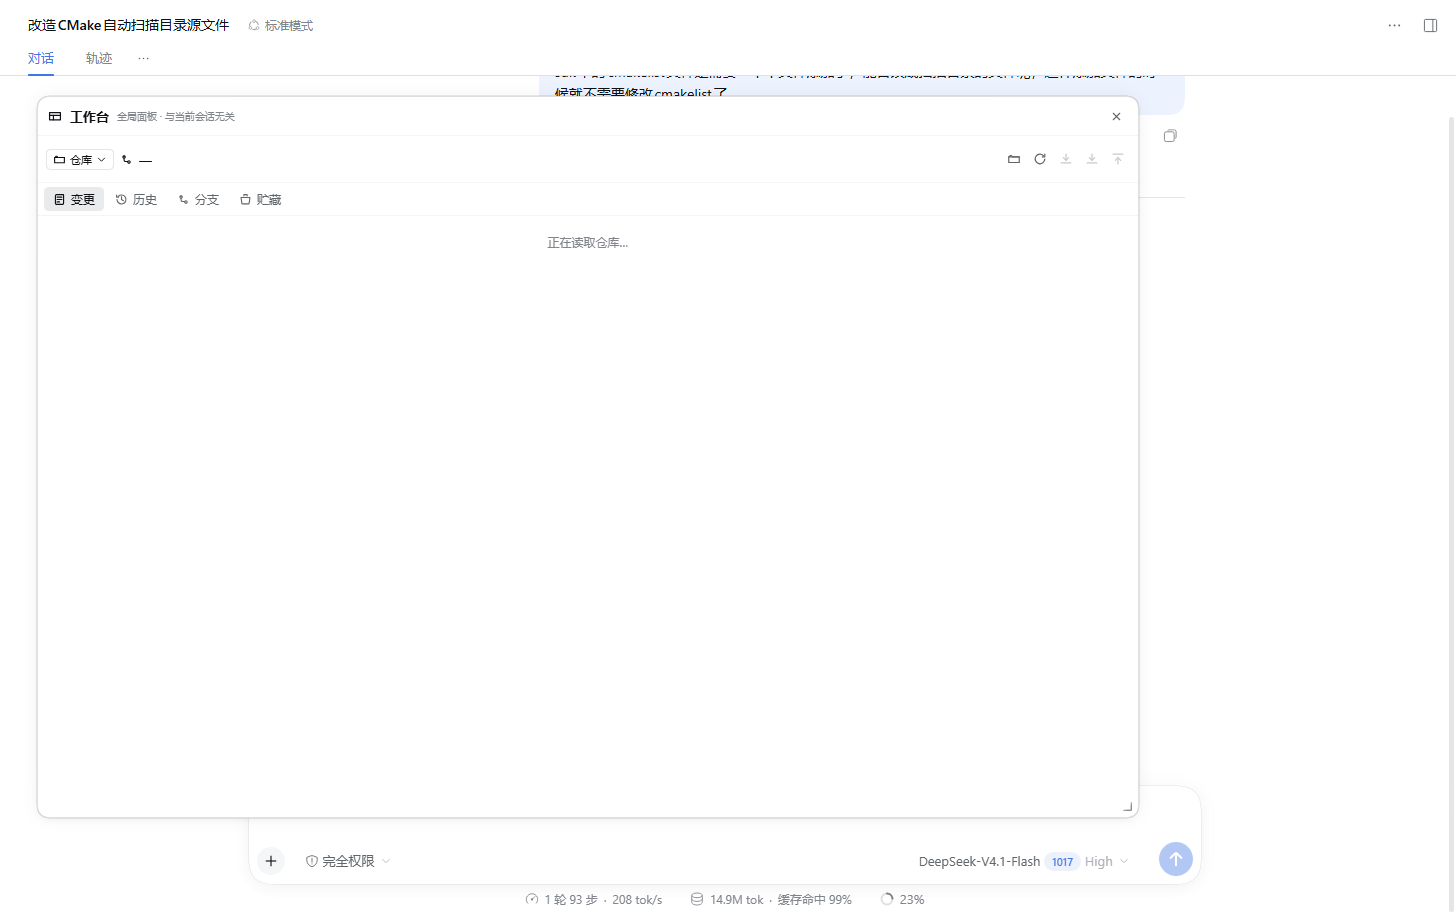 改造CMake自动扫描目录源文件
标准模式
对话
轨迹
候就不需要修改cmakelist了
工作台
全局面板 · 与当前会话无关
仓库
—
变更
历史
分支
贮藏
正在读取仓库...
完全权限
DeepSeek-V4.1-Flash 1017 High
1 轮 93 步 · 208 tok/s
14.9M tok · 缓存命中 99%
23%